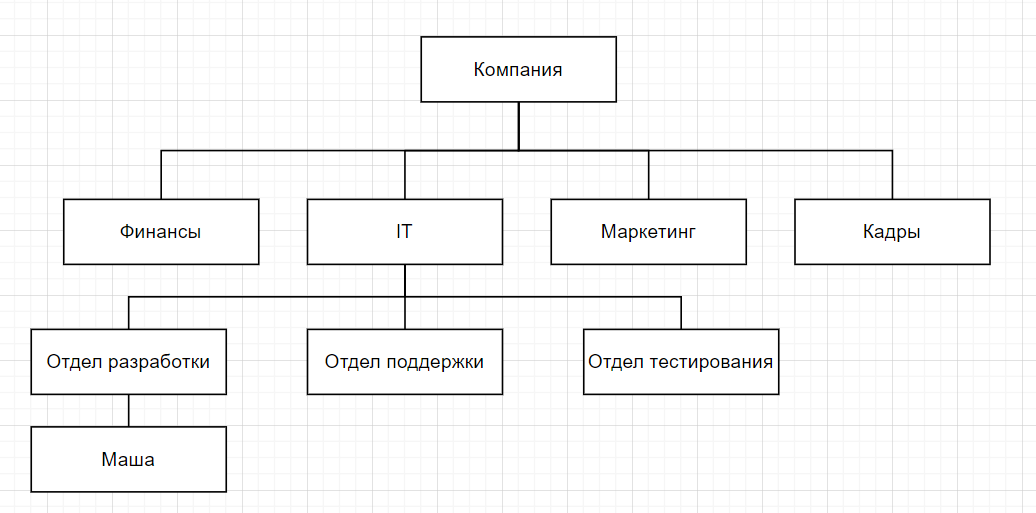 Компания
Финансы
IT
Маркетинг
Кадры
Отдел разработки
Отдел поддержки
Отдел тестирования
Маша